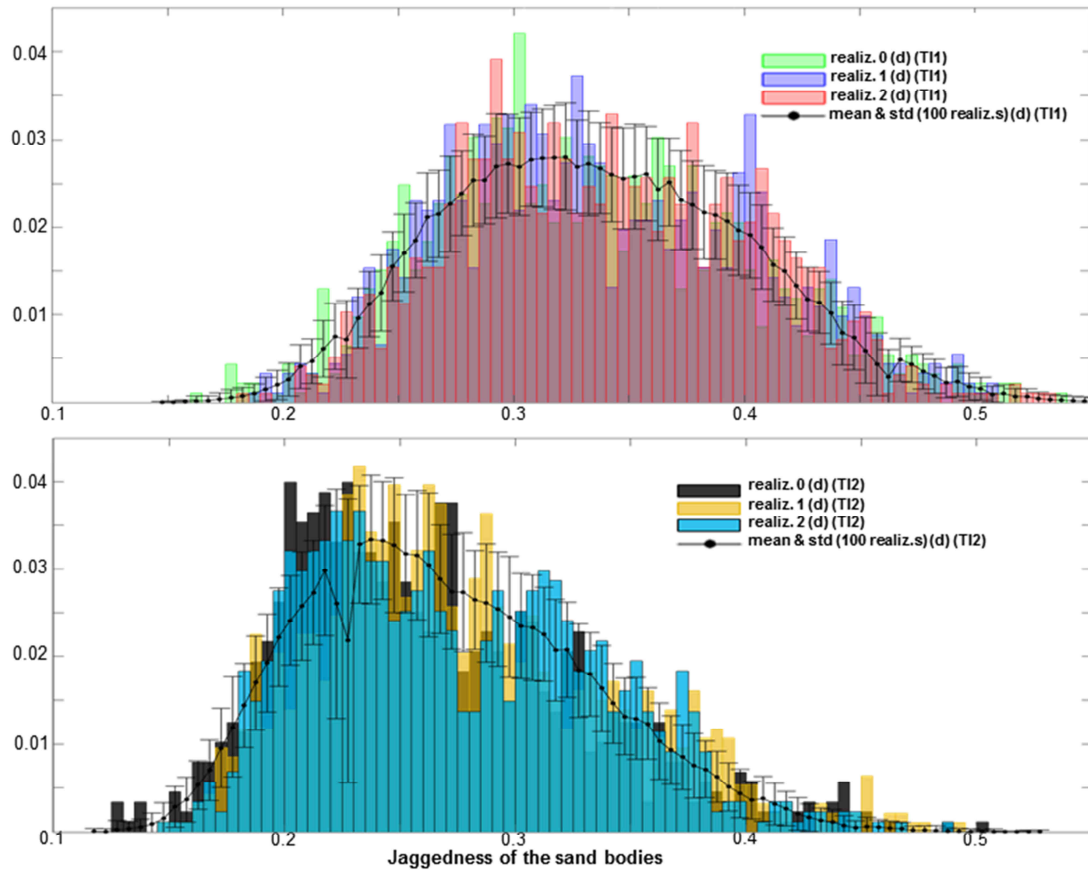 0.04
realiz. 0 (d) (TI1)
realiz. 1 (d) (TI1)
realiz. 2 (d) (TI1)
mean & std (100 realiz.s) (d) (TI1)
0.03
0.02
0.01
0.1 0.2 0.3 0.4 0.5
0.04
realiz. 0 (d) (TI2)
realiz. 1 (d) (TI2)
realiz. 2 (d) (TI2)
mean & std (100 realiz.s) (d) (TI2)
0.03
0.02
0.01
0.1 0.2 0.3 0.4 0.5
Jaggedness of the sand bodies